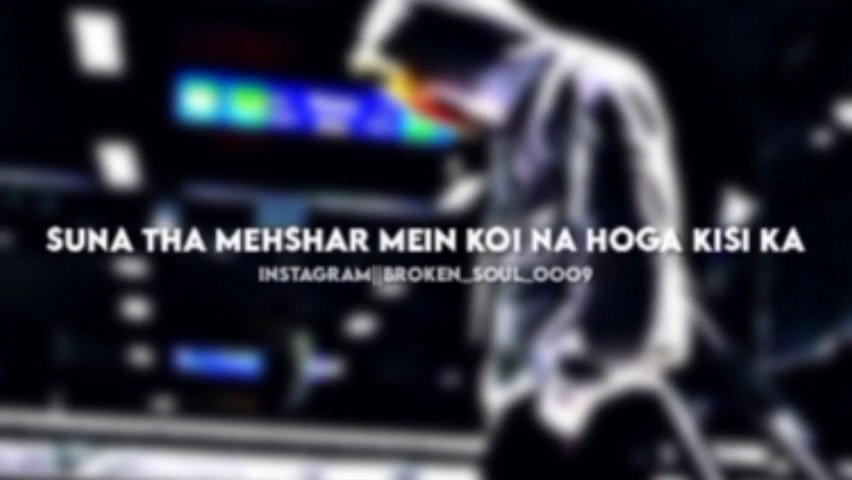 SUNA THA MEHSHAR MEIN KOI NA HOGA KISI KA
INSTAGRAM||BROKEN_SOUL_0009